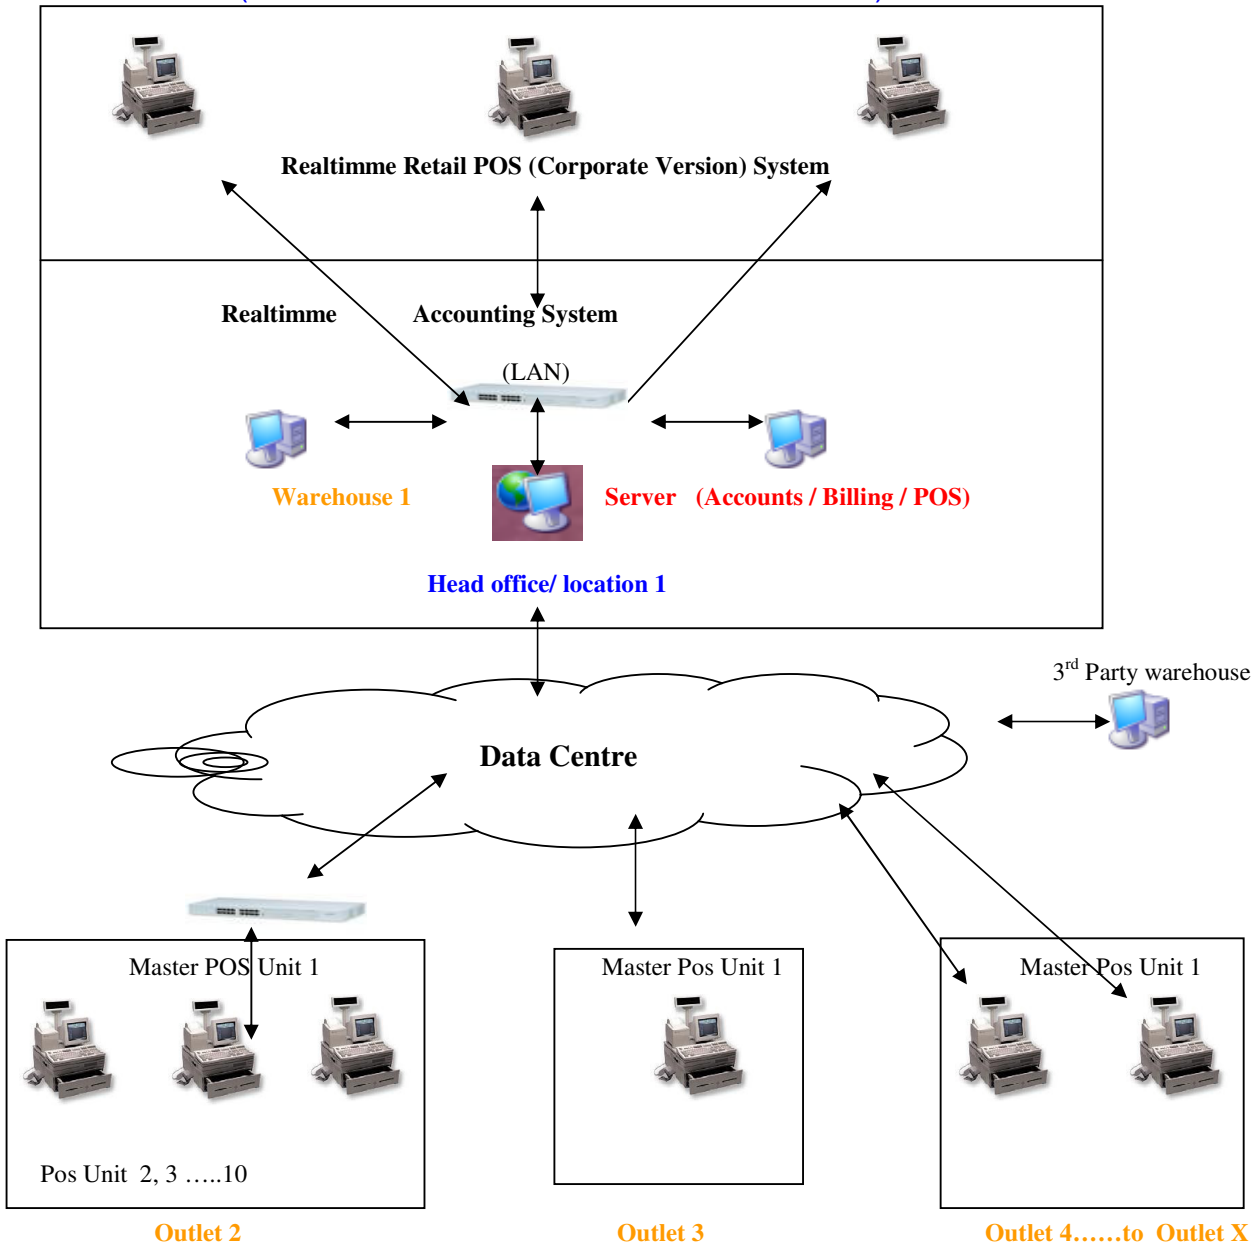 Realtimme Retail POS (Corporate Version) System
Realtimme Accounting System
(LAN)
Warehouse 1
Server (Accounts / Billing / POS)
Head office/ location 1
3rd Party warehouse
Data Centre
Master POS Unit 1
Master Pos Unit 1
Master Pos Unit 1
Pos Unit 2, 3 …..10
Outlet 2
Outlet 3
Outlet 4……to Outlet X